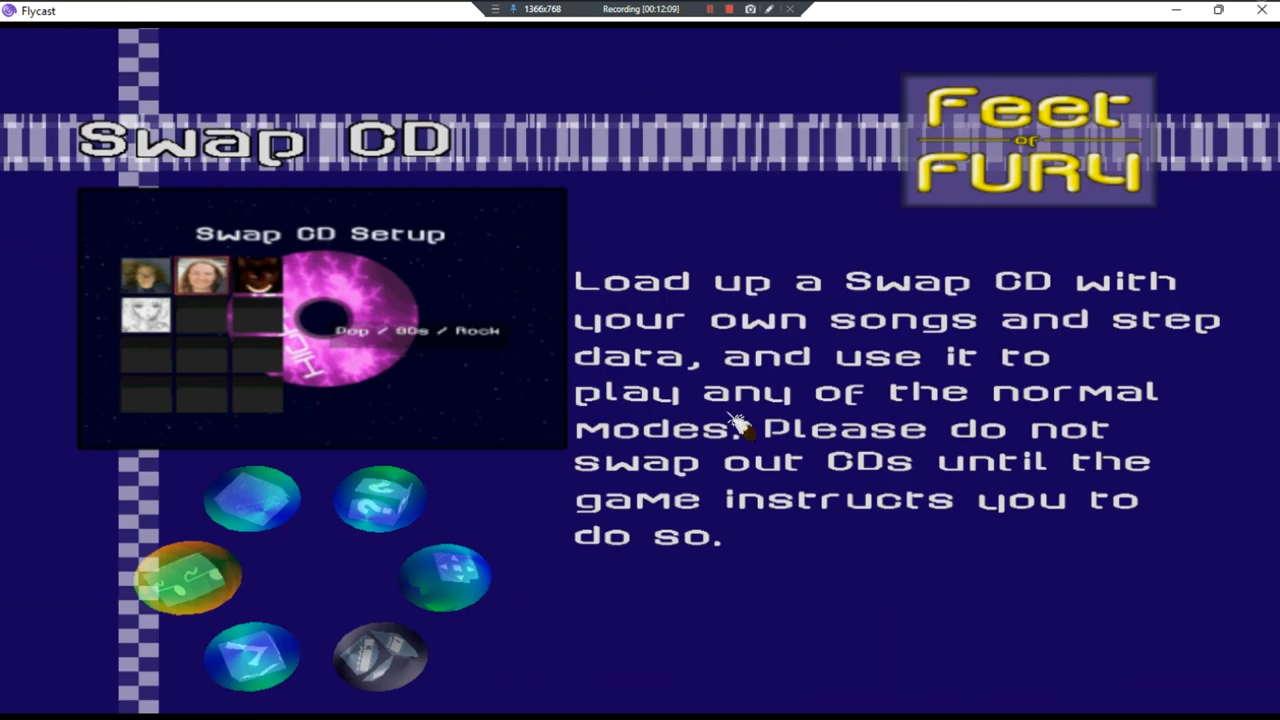 Flycast
1366x768
Recording [00:12:09]
Swap CD
Feet
of
FURY
Swap CD Setup
Pop / 80s / Rock
Load up a Swap CD with
your own songs and step
data, and use it to
play any of the normal
modes. Please do not
swap out CDs until the
game instructs you to
do so.
??